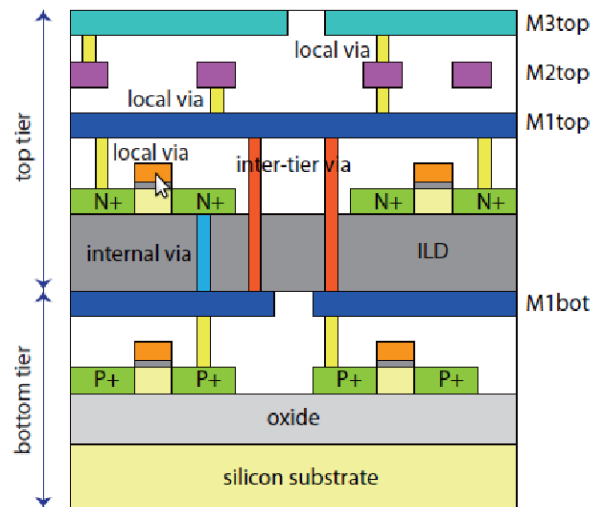 M3top
local via
M2top
local via
M1top
top tier
local via
inter-tier via
N+
N+
N+
N+
internal via
ILD
M1bot
bottom tier
P+
P+
P+
P+
oxide
silicon substrate